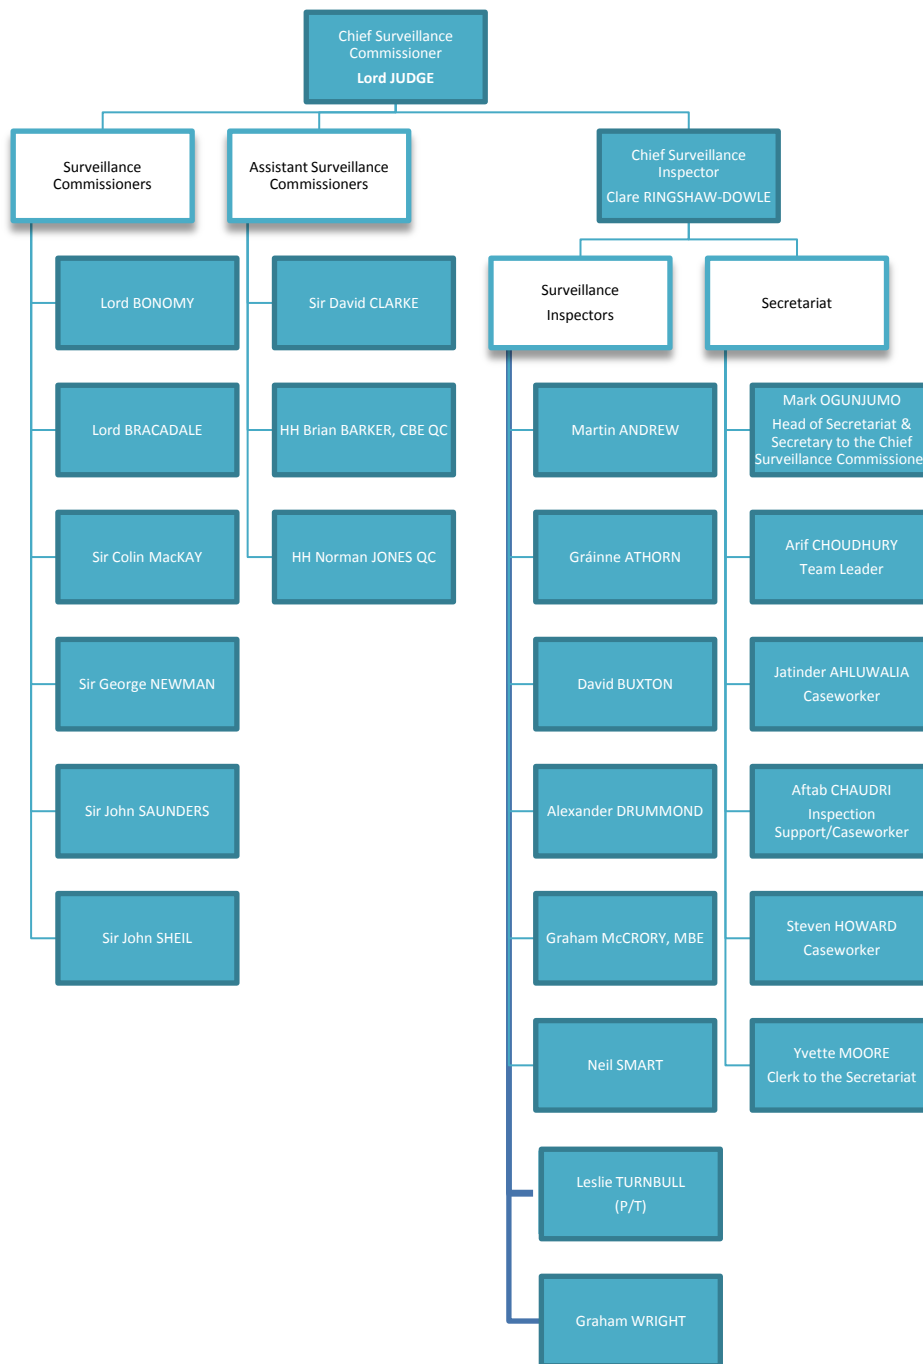 Chief Surveillance
Commissioner
Lord JUDGE
Surveillance
Commissioners
Assistant Surveillance
Commissioners
Chief Surveillance
Inspector
Clare RINGSHAW-DOWLE
Lord BONOMY
Lord BRACADALE
Sir Colin MacKAY
Sir George NEWMAN
Sir John SAUNDERS
Sir John SHEIL
Sir David CLARKE
HH Brian BARKER, CBE QC
HH Norman JONES QC
Surveillance
Inspectors
Martin ANDREW
Gráinne ATHORN
David BUXTON
Alexander DRUMMOND
Graham McCRORY, MBE
Neil SMART
Leslie TURNBULL
(P/T)
Graham WRIGHT
Secretariat
Mark OGUNJUMO
Head of Secretariat &
Secretary to the Chief
Surveillance Commissione
Arif CHOUDHURY
Team Leader
Jatinder AHLUWALIA
Caseworker
Aftab CHAUDRI
Inspection
Support/Caseworker
Steven HOWARD
Caseworker
Yvette MOORE
Clerk to the Secretariat